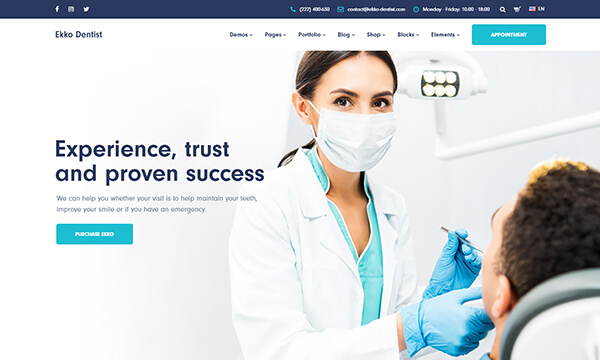 (777) 400-650 contact@ekko-dentist.com Monday - Friday: 10:00 - 18:00 EN
Ekko Dentist Demos Pages Portfolio Blog Shop Blocks Elements APPOINTMENT
Experience, trust
and proven success
We can help you whether your visit is to help maintain your teeth,
improve your smile or if you have an emergency.
PURCHASE EKKO